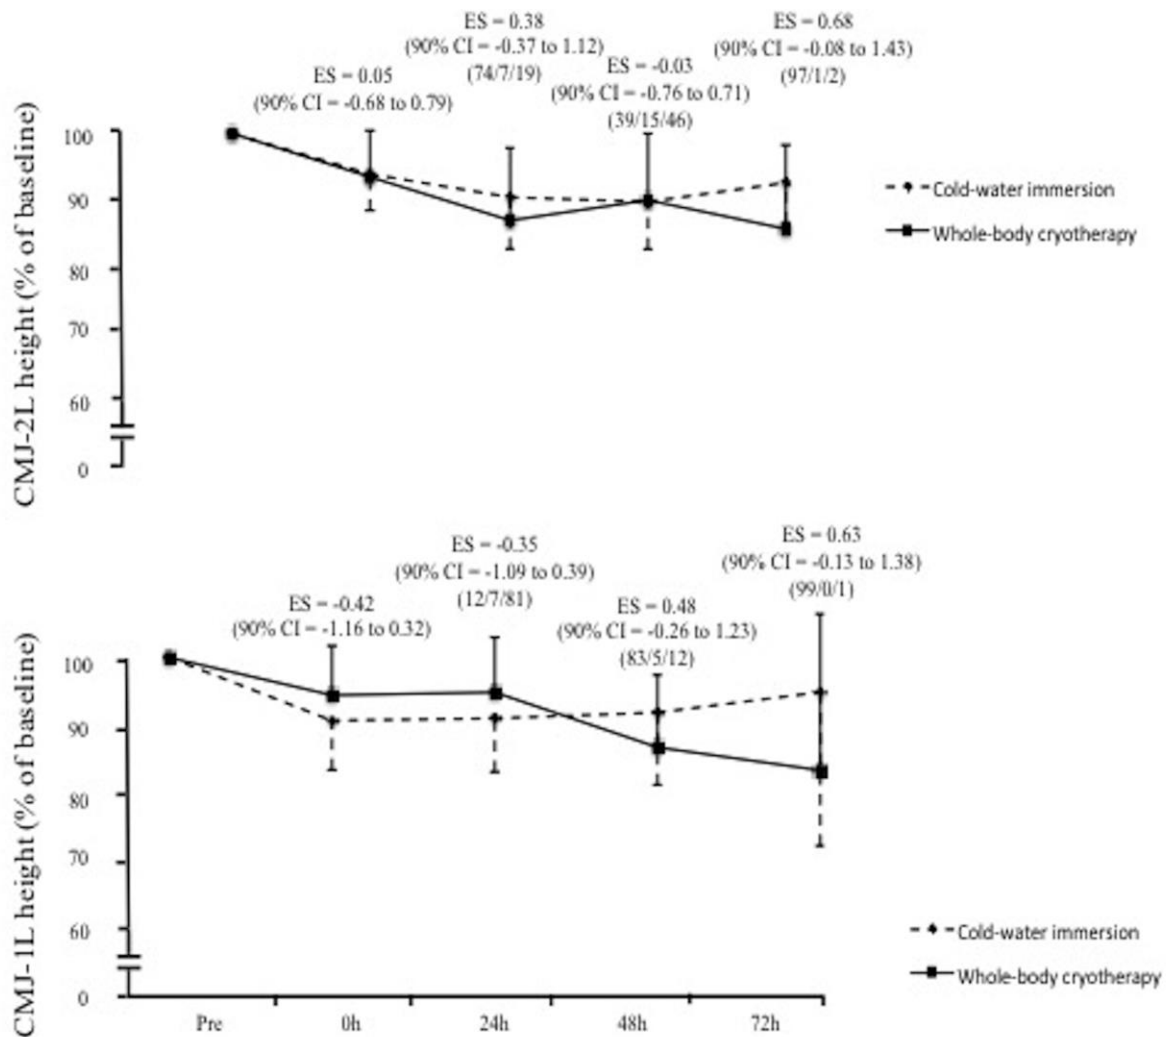 ES = 0.38
(90% CI = -0.37 to 1.12)
(74/7/19)
ES = 0.68
(90% CI = -0.08 to 1.43)
(97/1/2)
ES = 0.05
(90% CI = -0.68 to 0.79)
ES = -0.03
(90% CI = -0.76 to 0.71)
(39/15/46)
CMJ-2L height (% of baseline)
100
90
80
70
60
0
Cold-water immersion
Whole-body cryotherapy
ES = -0.42
(90% CI = -1.16 to 0.32)
ES = -0.35
(90% CI = -1.09 to 0.39)
(12/7/81)
ES = 0.48
(90% CI = -0.26 to 1.23)
(83/5/12)
ES = 0.63
(90% CI = -0.13 to 1.38)
(99/0/1)
CMJ-1L height (% of baseline)
100
90
80
70
60
0
Pre 0h 24h 48h 72h
Cold-water immersion
Whole-body cryotherapy